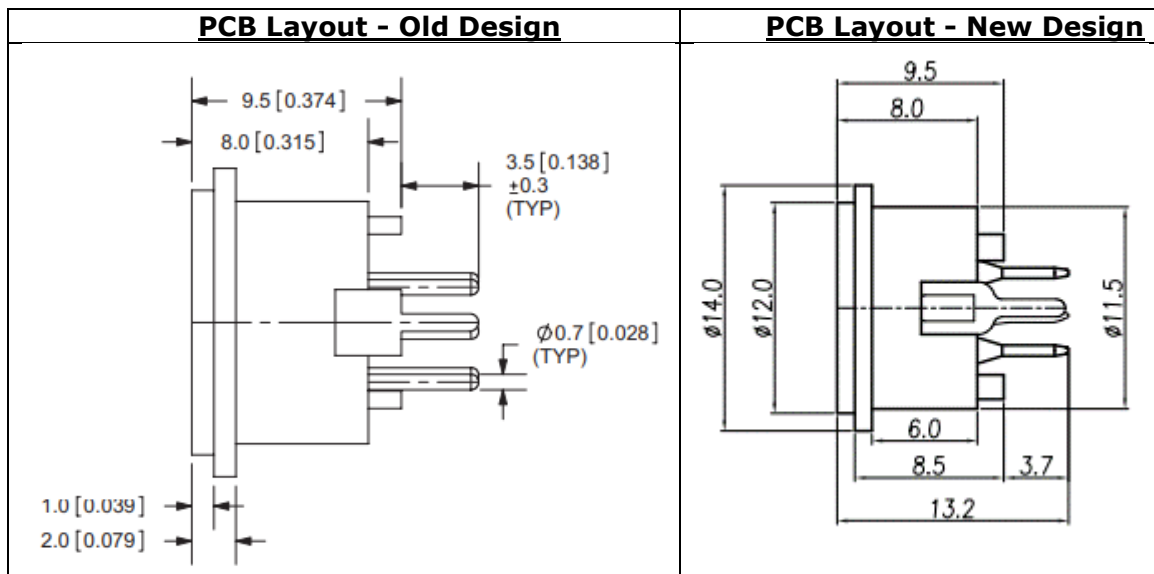 PCB Layout - Old Design
9.5 [0.374]
8.0 [0.315]
3.5 [0.138]
±0.3
(TYP)
Ø0.7 [0.028]
(TYP)
1.0 [0.039]
2.0 [0.079]
PCB Layout - New Design
9.5
8.0
ø14.0
ø12.0
ø11.5
6.0
8.5
3.7
13.2